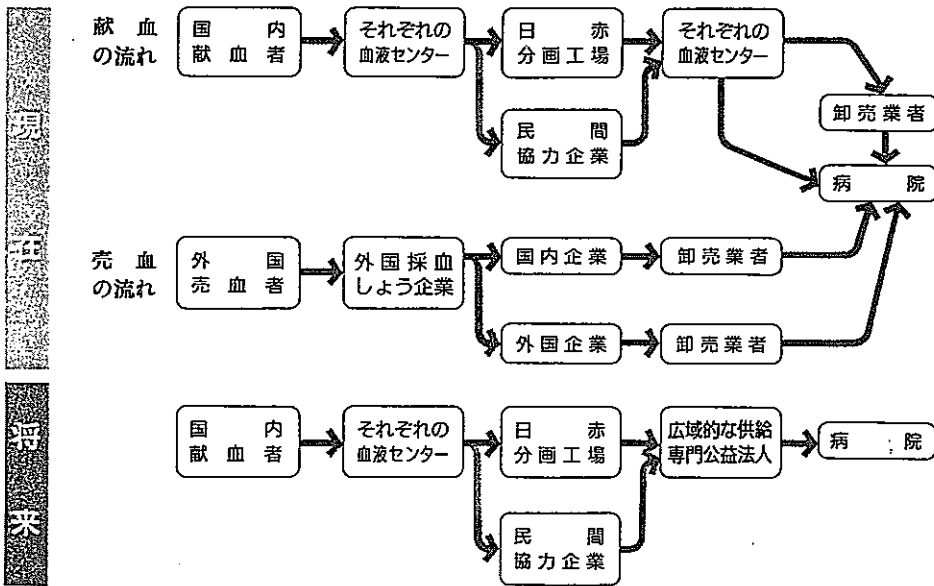 現在
献血
の流れ
国内
献血者
それぞれの
血液センター
日赤
分画工場
民間
協力企業
それぞれの
血液センター
卸売業者
病院
売血
の流れ
外国
売血者
外国採血
しょう企業
国内企業
卸売業者
外国企業
卸売業者
将来
国内
献血者
それぞれの
血液センター
日赤
分画工場
民間
協力企業
広域的な供給
専門公益法人
病院